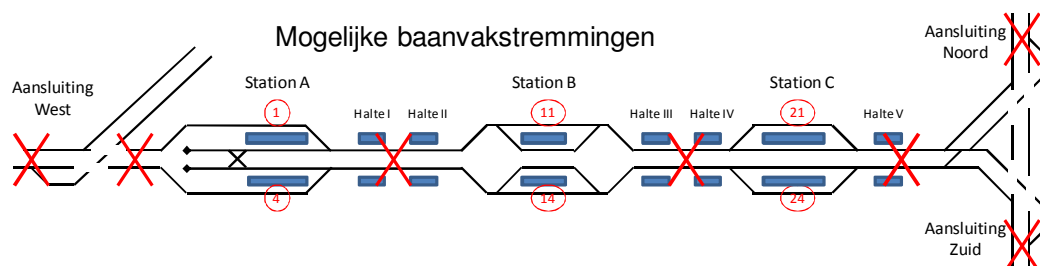 Mogelijke baanvakstremmingen
Aansluiting
Noord
Aansluiting
West
Station A
Station B
Station C
1
11
21
Halte I
Halte II
Halte III
Halte IV
Halte V
4
14
24
Aansluiting
Zuid